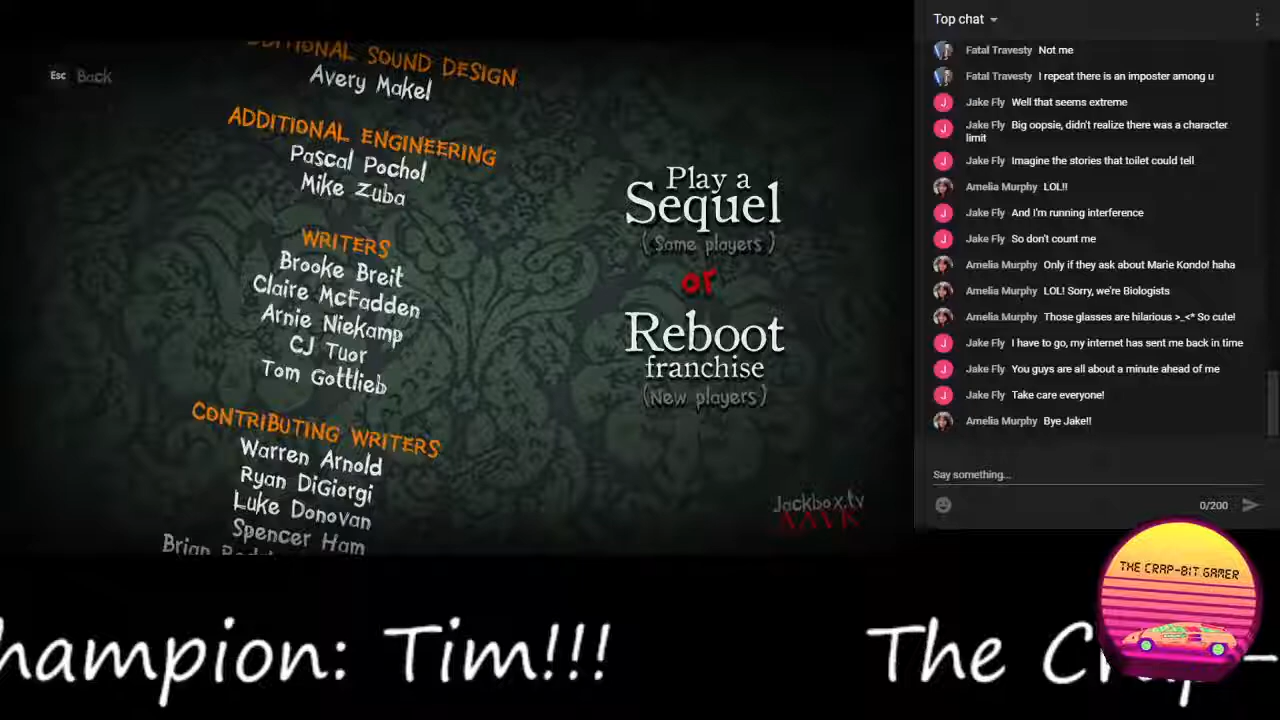 Esc Back
ADDITIONAL SOUND DESIGN
Avery Makel
ADDITIONAL ENGINEERING
Pascal Pochol
Mike Zuba
WRITERS
Brooke Breit
Claire McFadden
Arnie Niekamp
CJ Tuor
Tom Gottlieb
CONTRIBUTING WRITERS
Warren Arnold
Ryan DiGiorgi
Luke Donovan
Spencer Ham
Brian
Play a
Sequel
(Same players)
or
Reboot
franchise
(New players)
Jackbox.tv
Top chat
Fatal Travesty Not me
Fatal Travesty I repeat there is an imposter among u
J Jake Fly Well that seems extreme
J Jake Fly Big oopsie, didn't realize there was a character
limit
J Jake Fly Imagine the stories that toilet could tell
Amelia Murphy LOL!!
J Jake Fly And I'm running interference
J Jake Fly So don't count me
Amelia Murphy Only if they ask about Marie Kondo! haha
Amelia Murphy LOL! Sorry, we're Biologists
Amelia Murphy Those glasses are hilarious >_<* So cute!
J Jake Fly I have to go, my internet has sent me back in time
J Jake Fly You guys are all about a minute ahead of me
J Jake Fly Take care everyone!
Amelia Murphy Bye Jake!!
Say something...
0/200
THE CRAP-BIT GAMER
hampion: Tim!!! The Crap-